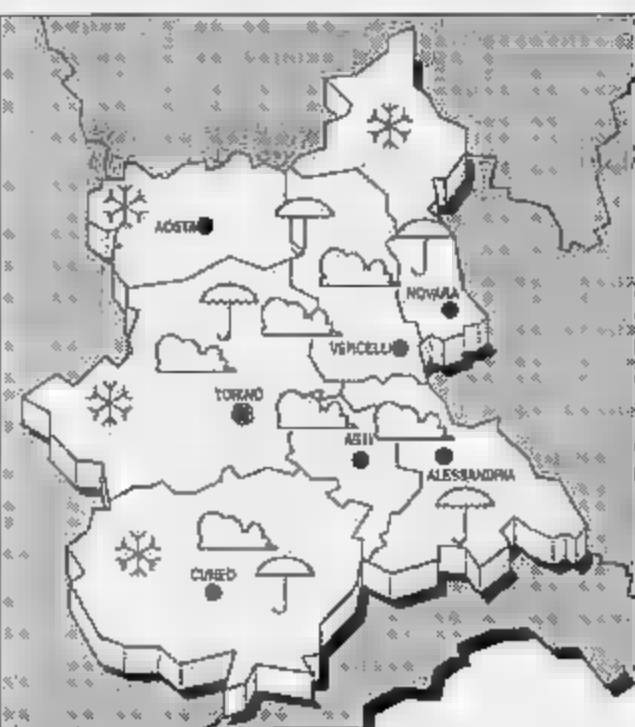 AOSTA
NOVARA
VERCELLI
TORINO
ASTI
ALESSANDRIA
CUNEO